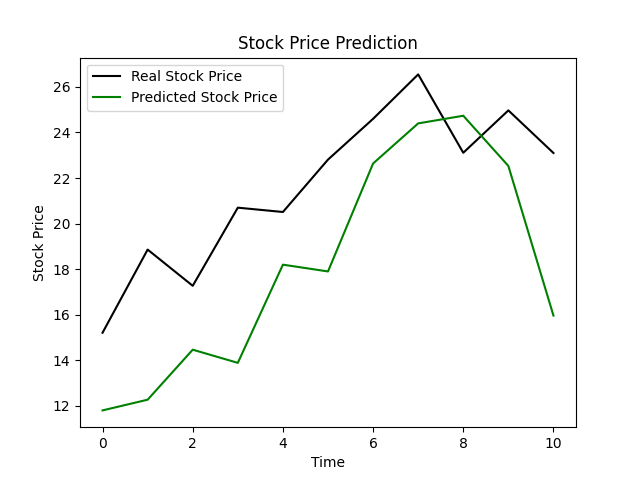 Stock Price Prediction
Real Stock Price
Predicted Stock Price
Stock Price
26
24
22
20
18
16
14
12
0 2 4 6 8 10
Time